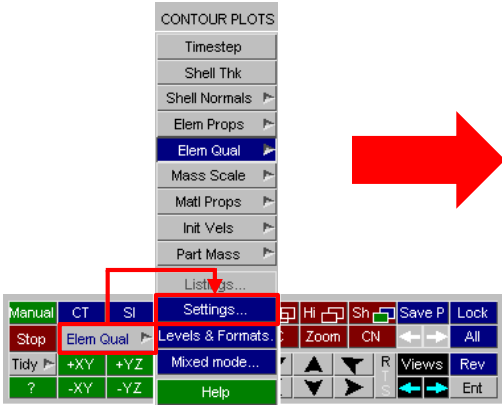 CONTOUR PLOTS
Timestep
Shell Thk
Shell Normals
Elem Props
Elem Qual
Mass Scale
Matl Props
Init Vels
Part Mass
Listings...
Settings...
Levels & Formats.
Mixed mode...
Help
Manual CT SI Hi Sh Save P Lock
Stop Elem Qual Zoom CN All
Tidy +XY +YZ R T S Views Rev
? -XY -YZ Ent